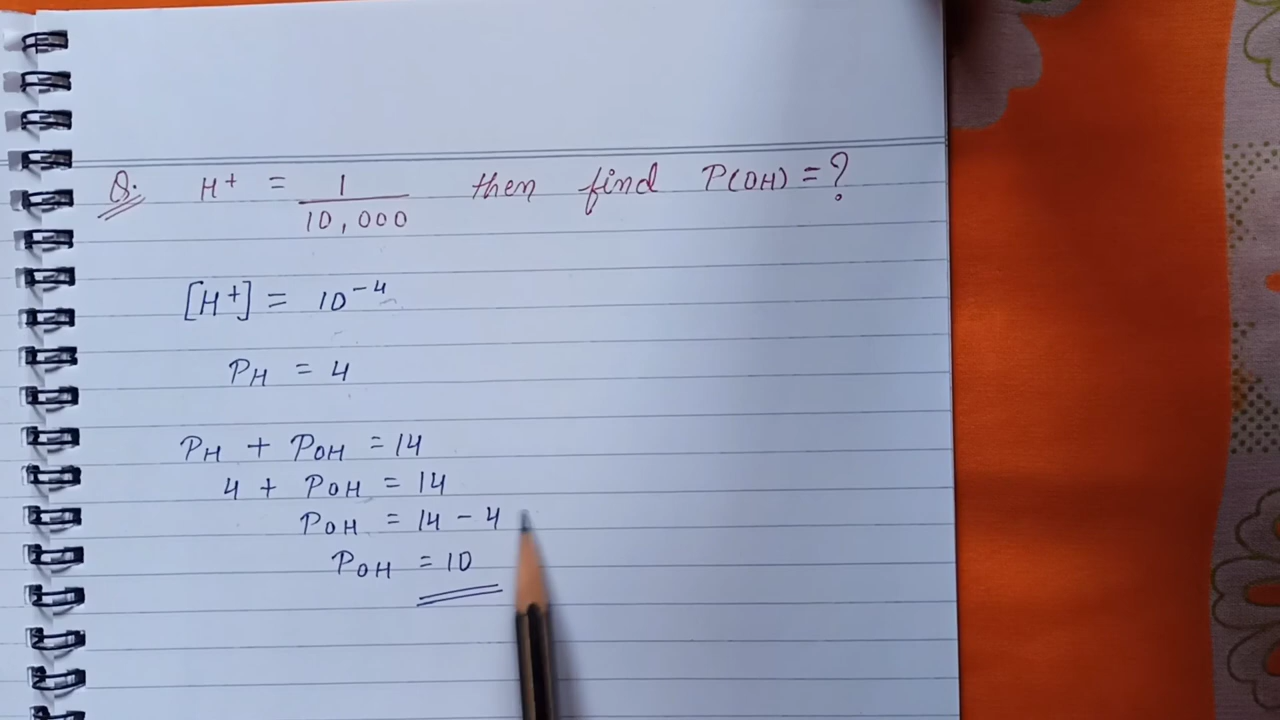 Q. H+ = 1/10,000 then find P(OH) = ?
[H+] = 10^-4
PH = 4
PH + POH = 14
4 + POH = 14
POH = 14 - 4
POH = 10